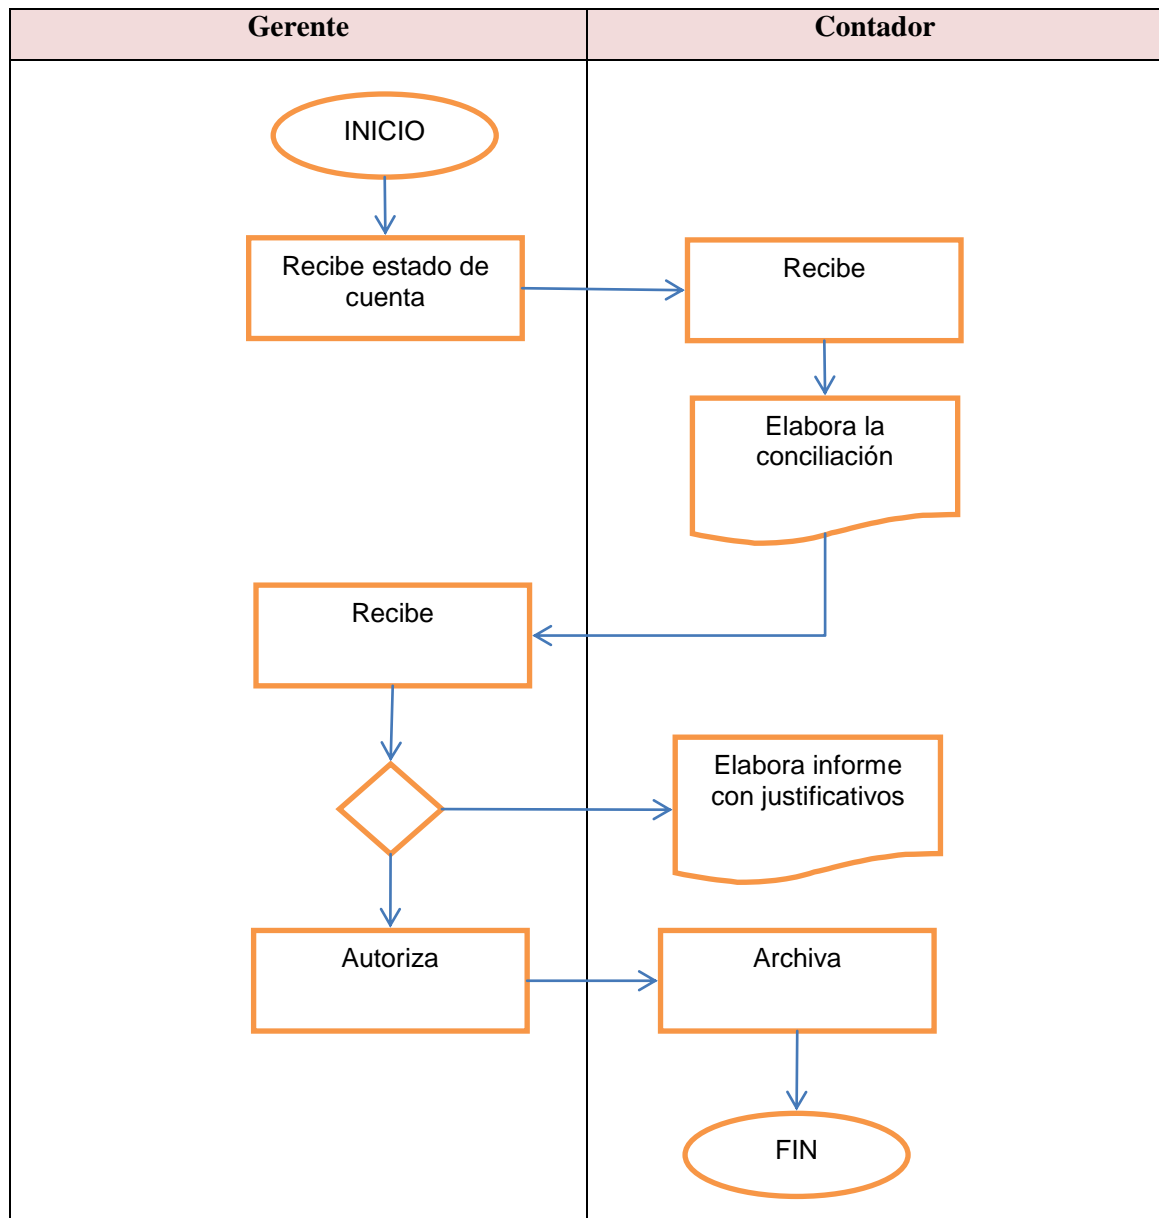 Gerente
Contador
INICIO
Recibe estado de
cuenta
Recibe
Elabora la
conciliación
Recibe
Elabora informe
con justificativos
Autoriza
Archiva
FIN